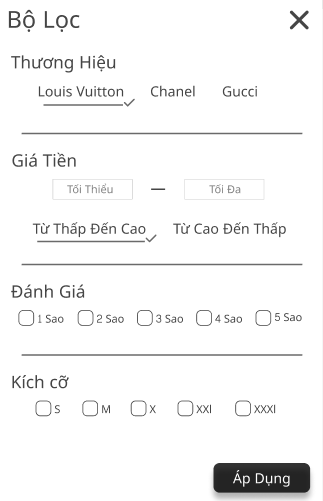 Bộ Lọc
Thương Hiệu
Louis Vuitton Chanel Gucci
Giá Tiền
Tối Thiểu — Tối Đa
Từ Thấp Đến Cao Từ Cao Đến Thấp
Đánh Giá
1 Sao 2 Sao 3 Sao 4 Sao 5 Sao
Kích cỡ
S M X XXl XXXl
Áp Dụng